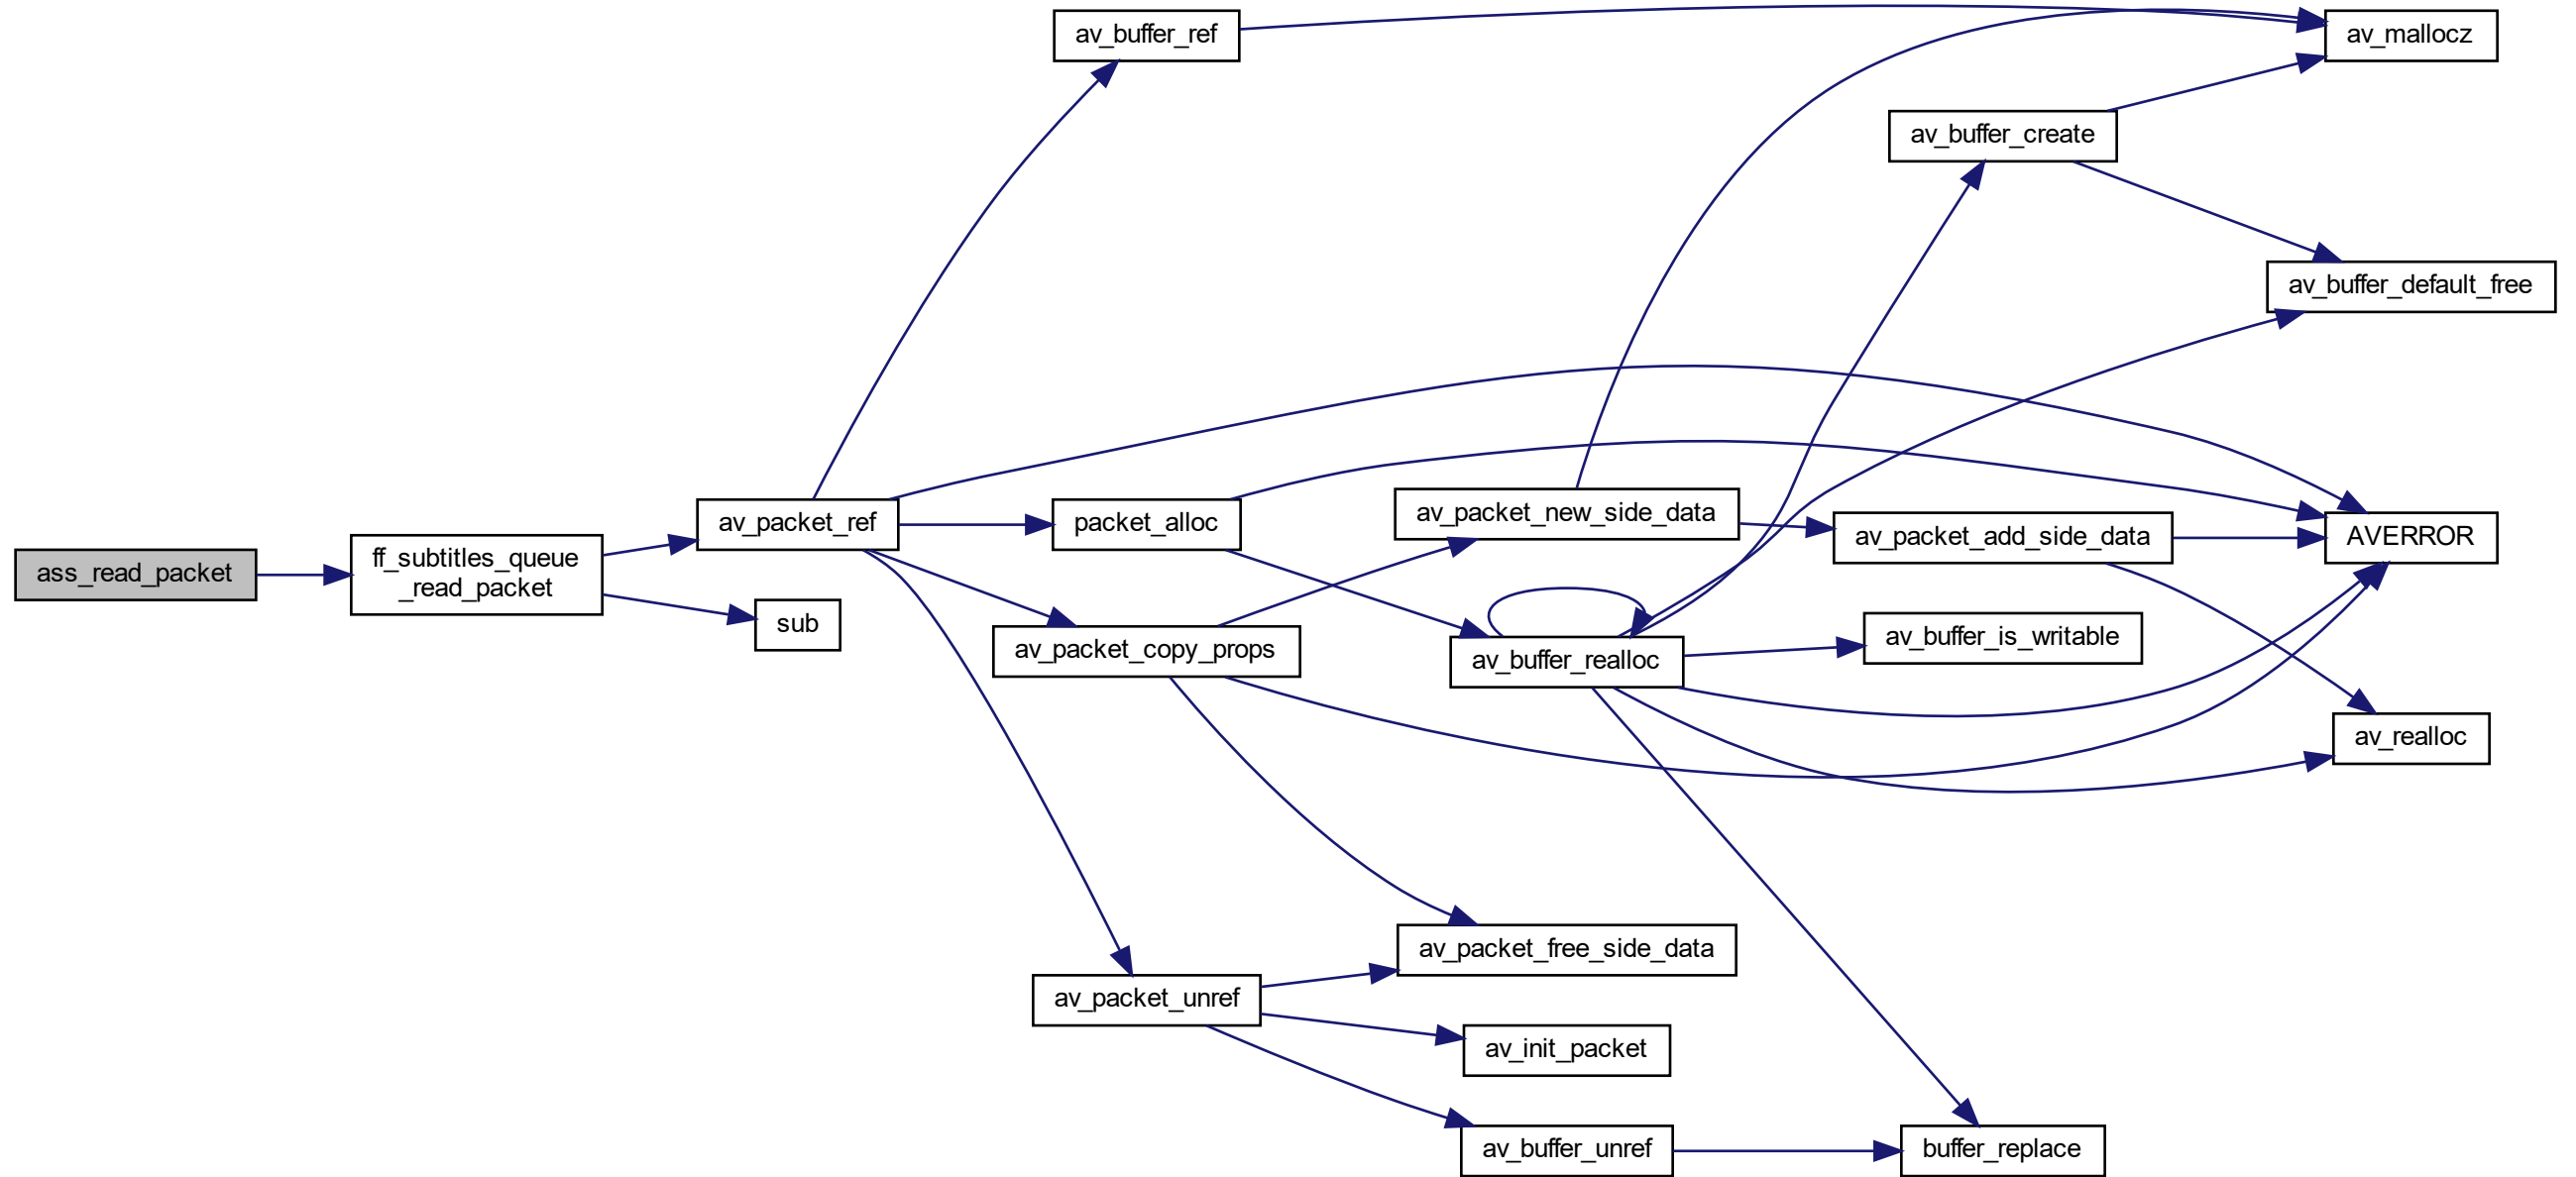 av_buffer_ref
av_mallocz
av_buffer_create
av_buffer_default_free
av_packet_ref
packet_alloc
av_packet_new_side_data
av_packet_add_side_data
AVERROR
ass_read_packet
ff_subtitles_queue
_read_packet
sub
av_packet_copy_props
av_buffer_realloc
av_buffer_is_writable
av_realloc
av_packet_free_side_data
av_packet_unref
av_init_packet
av_buffer_unref
buffer_replace